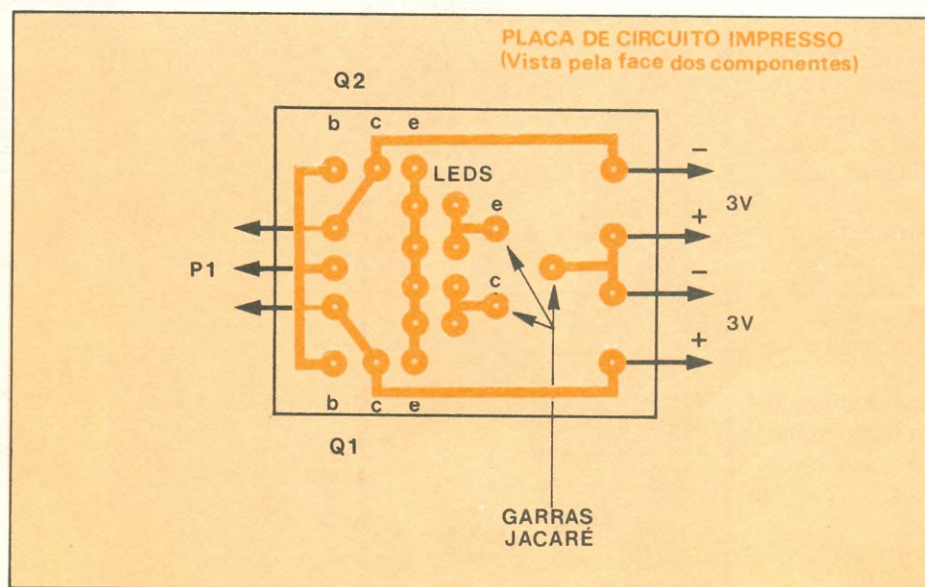 PLACA DE CIRCUITO IMPRESSO
(Vista pela face dos componentes)
Q2
b c e
LEDS
e
c
P1
−
3V
+
−
3V
+
b c e
Q1
GARRAS
JACARÉ